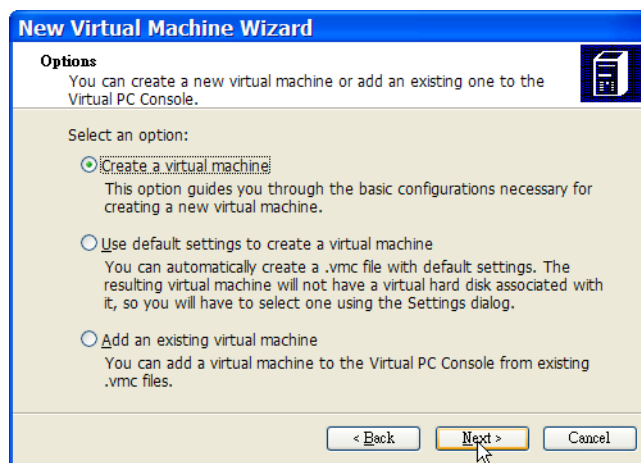 New Virtual Machine Wizard
Options
You can create a new virtual machine or add an existing one to the
Virtual PC Console.
Select an option:
Create a virtual machine
This option guides you through the basic configurations necessary for
creating a new virtual machine.
Use default settings to create a virtual machine
You can automatically create a .vmc file with default settings. The
resulting virtual machine will not have a virtual hard disk associated with
it, so you will have to select one using the Settings dialog.
Add an existing virtual machine
You can add a virtual machine to the Virtual PC Console from existing
.vmc files.
< Back Next > Cancel